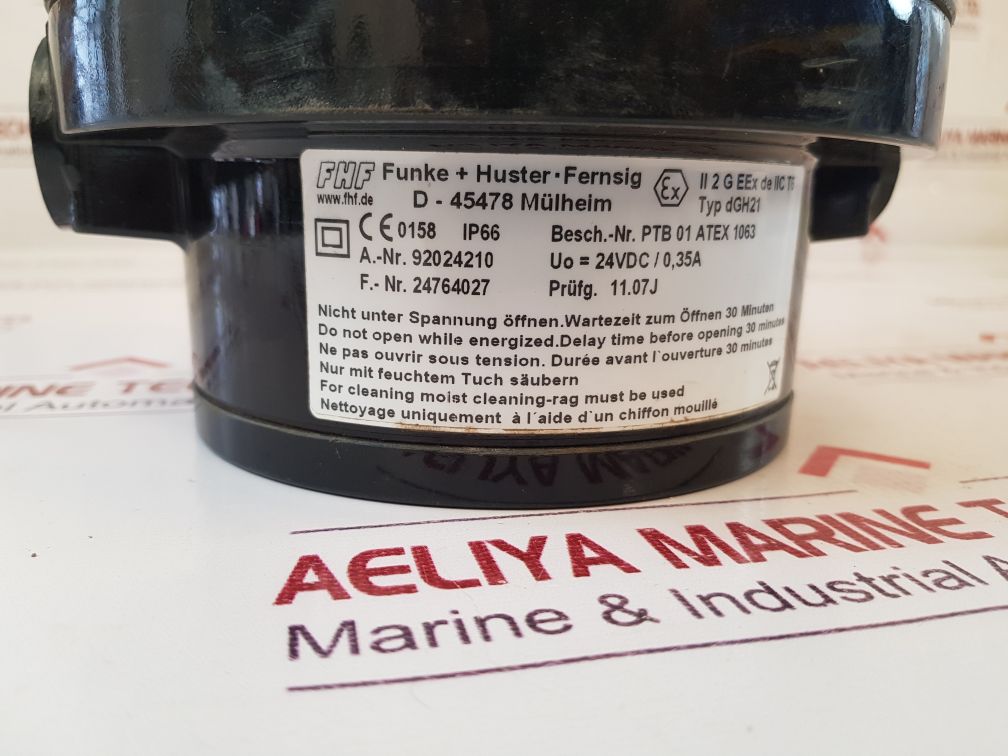 FHF Funke + Huster·Fernsig
www.fhf.de D - 45478 Mülheim
Ex II 2 G EEx de IIC T6
Typ dGH21
CE 0158 IP66 Besch.-Nr. PTB 01 ATEX 1063
A.-Nr. 92024210 Uo = 24VDC / 0,35A
F.- Nr. 24764027 Prüfg. 11.07J
Nicht unter Spannung öffnen.Wartezeit zum Öffnen 30 Minuten
Do not open while energized.Delay time before opening 30 minutes
Ne pas ouvrir sous tension. Durée avant l`ouverture 30 minutes
Nur mit feuchtem Tuch säubern
For cleaning moist cleaning-rag must be used
Nettoyage uniquement à l´aide d`un chiffon mouillé
AELIYA MARINE
Marine & Industrial